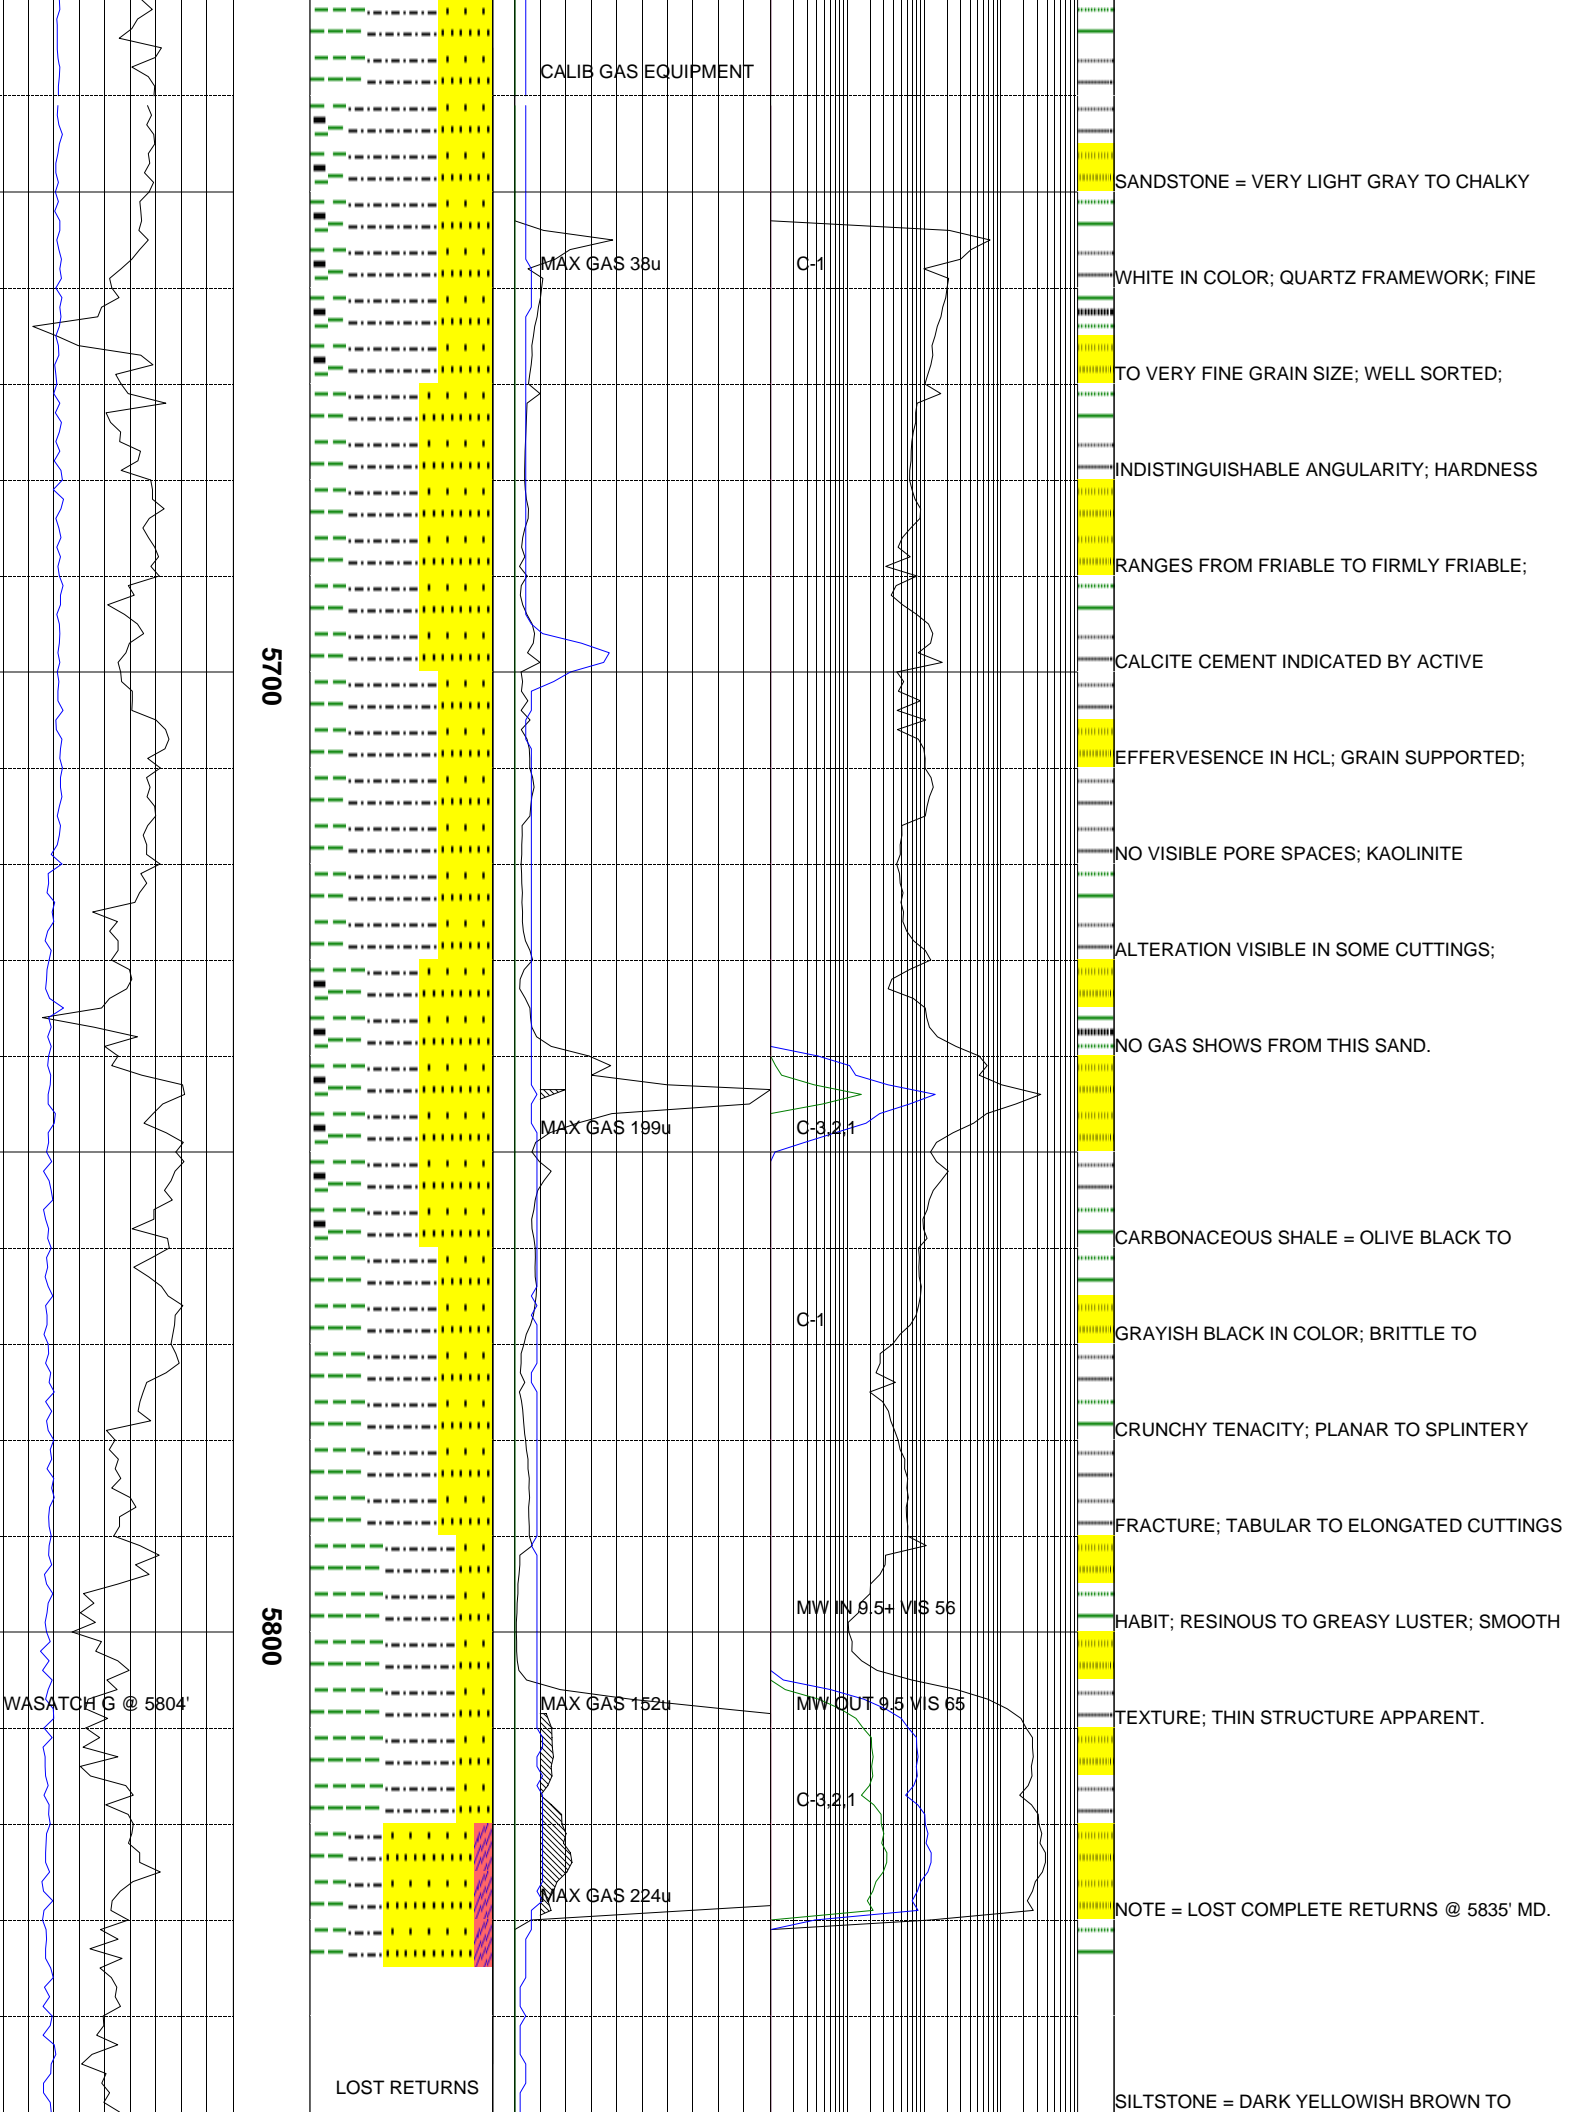 CALIB GAS EQUIPMENT
SANDSTONE = VERY LIGHT GRAY TO CHALKY
MAX GAS 38u
C-1
WHITE IN COLOR; QUARTZ FRAMEWORK; FINE
TO VERY FINE GRAIN SIZE; WELL SORTED;
INDISTINGUISHABLE ANGULARITY; HARDNESS
RANGES FROM FRIABLE TO FIRMLY FRIABLE;
5700
CALCITE CEMENT INDICATED BY ACTIVE
EFFERVESENCE IN HCL; GRAIN SUPPORTED;
NO VISIBLE PORE SPACES; KAOLINITE
ALTERATION VISIBLE IN SOME CUTTINGS;
NO GAS SHOWS FROM THIS SAND.
MAX GAS 199u
C-3,2,1
CARBONACEOUS SHALE = OLIVE BLACK TO
C-1
GRAYISH BLACK IN COLOR; BRITTLE TO
CRUNCHY TENACITY; PLANAR TO SPLINTERY
FRACTURE; TABULAR TO ELONGATED CUTTINGS
MW IN 9.5+ VIS 56
5800
HABIT; RESINOUS TO GREASY LUSTER; SMOOTH
WASATCH G @ 5804'
MAX GAS 152u
MW OUT 9.5 VIS 65
TEXTURE; THIN STRUCTURE APPARENT.
C-3,2,1
MAX GAS 224u
NOTE = LOST COMPLETE RETURNS @ 5835' MD.
LOST RETURNS
SILTSTONE = DARK YELLOWISH BROWN TO